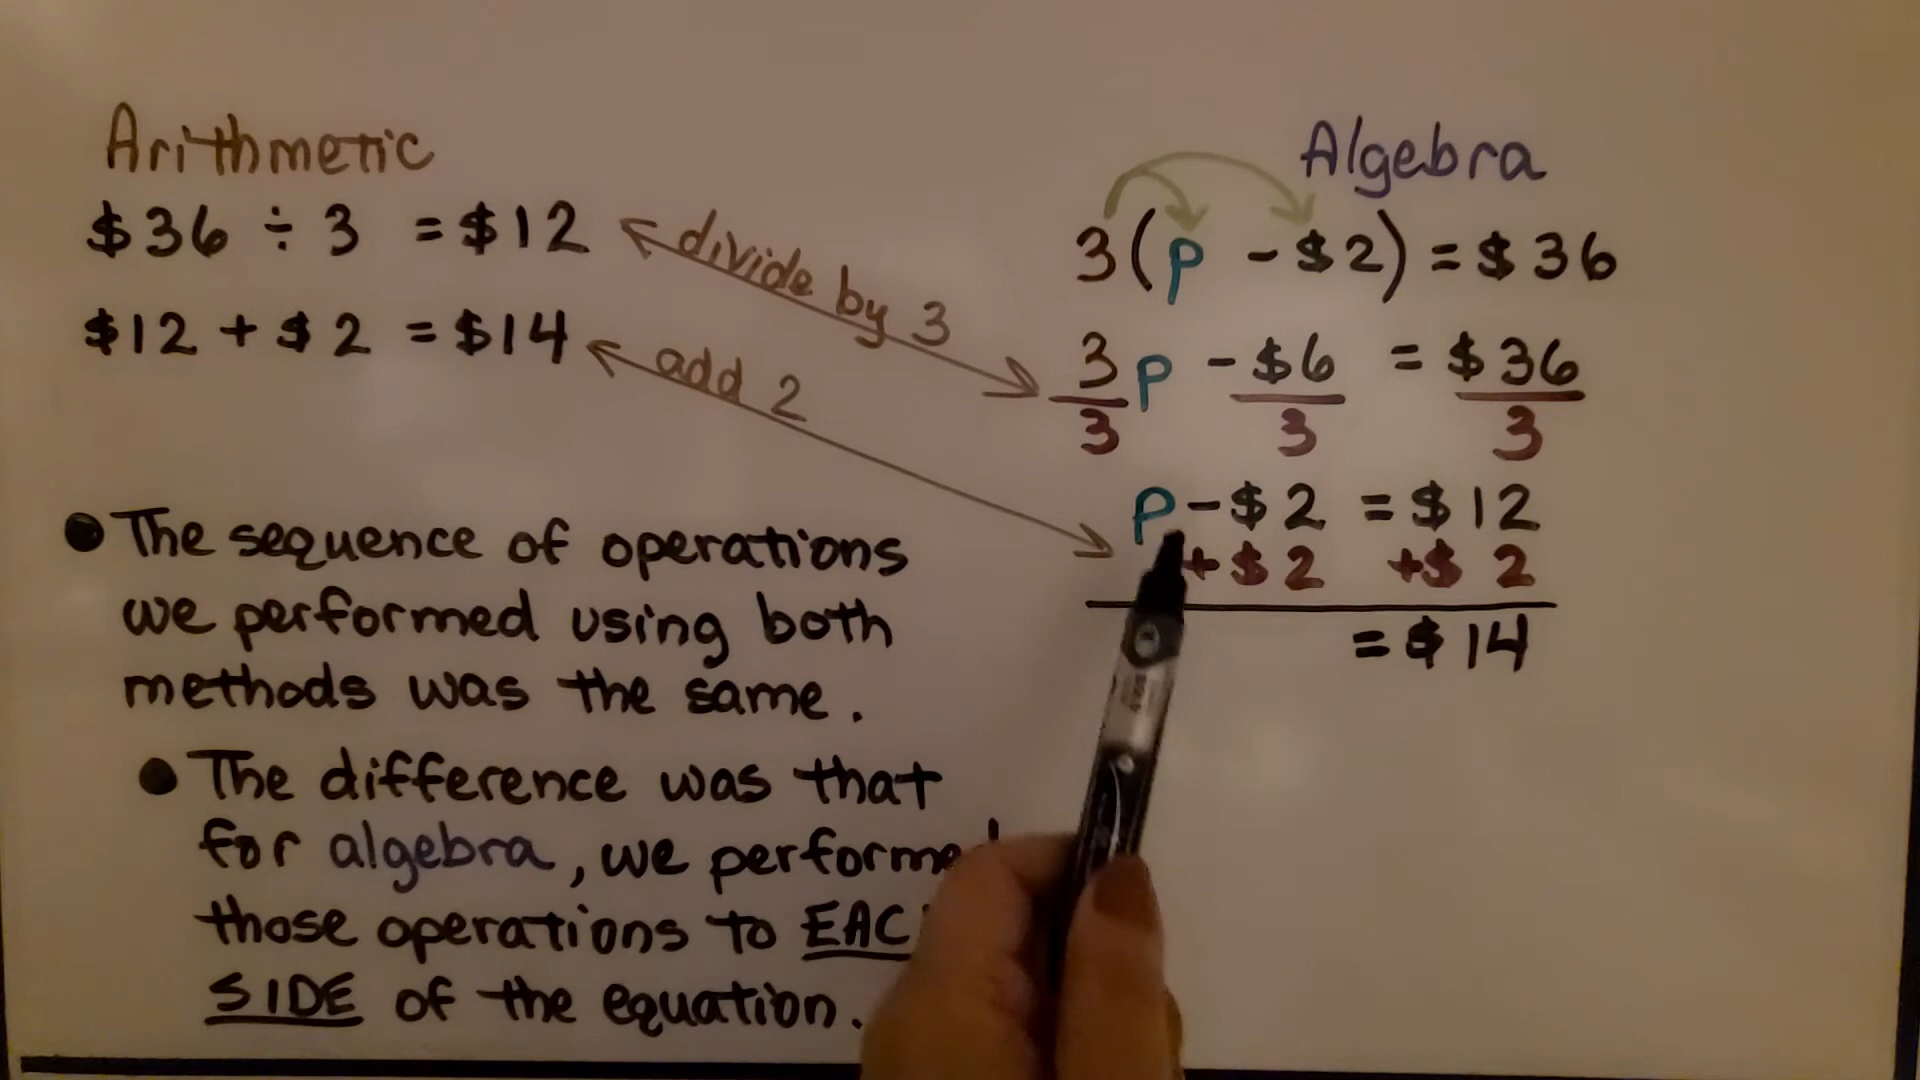 Arithmetic
$36 ÷ 3 = $12
$12 + $2 = $14
divide by 3
add 2
Algebra
3(p - $2) = $36
3p - $6 = $36
3 3 3
p - $2 = $12
+ $2 + $2
= $14
• The sequence of operations
we performed using both
methods was the same.
• The difference was that
for algebra, we performe
those operations to EAC
SIDE of the equation.